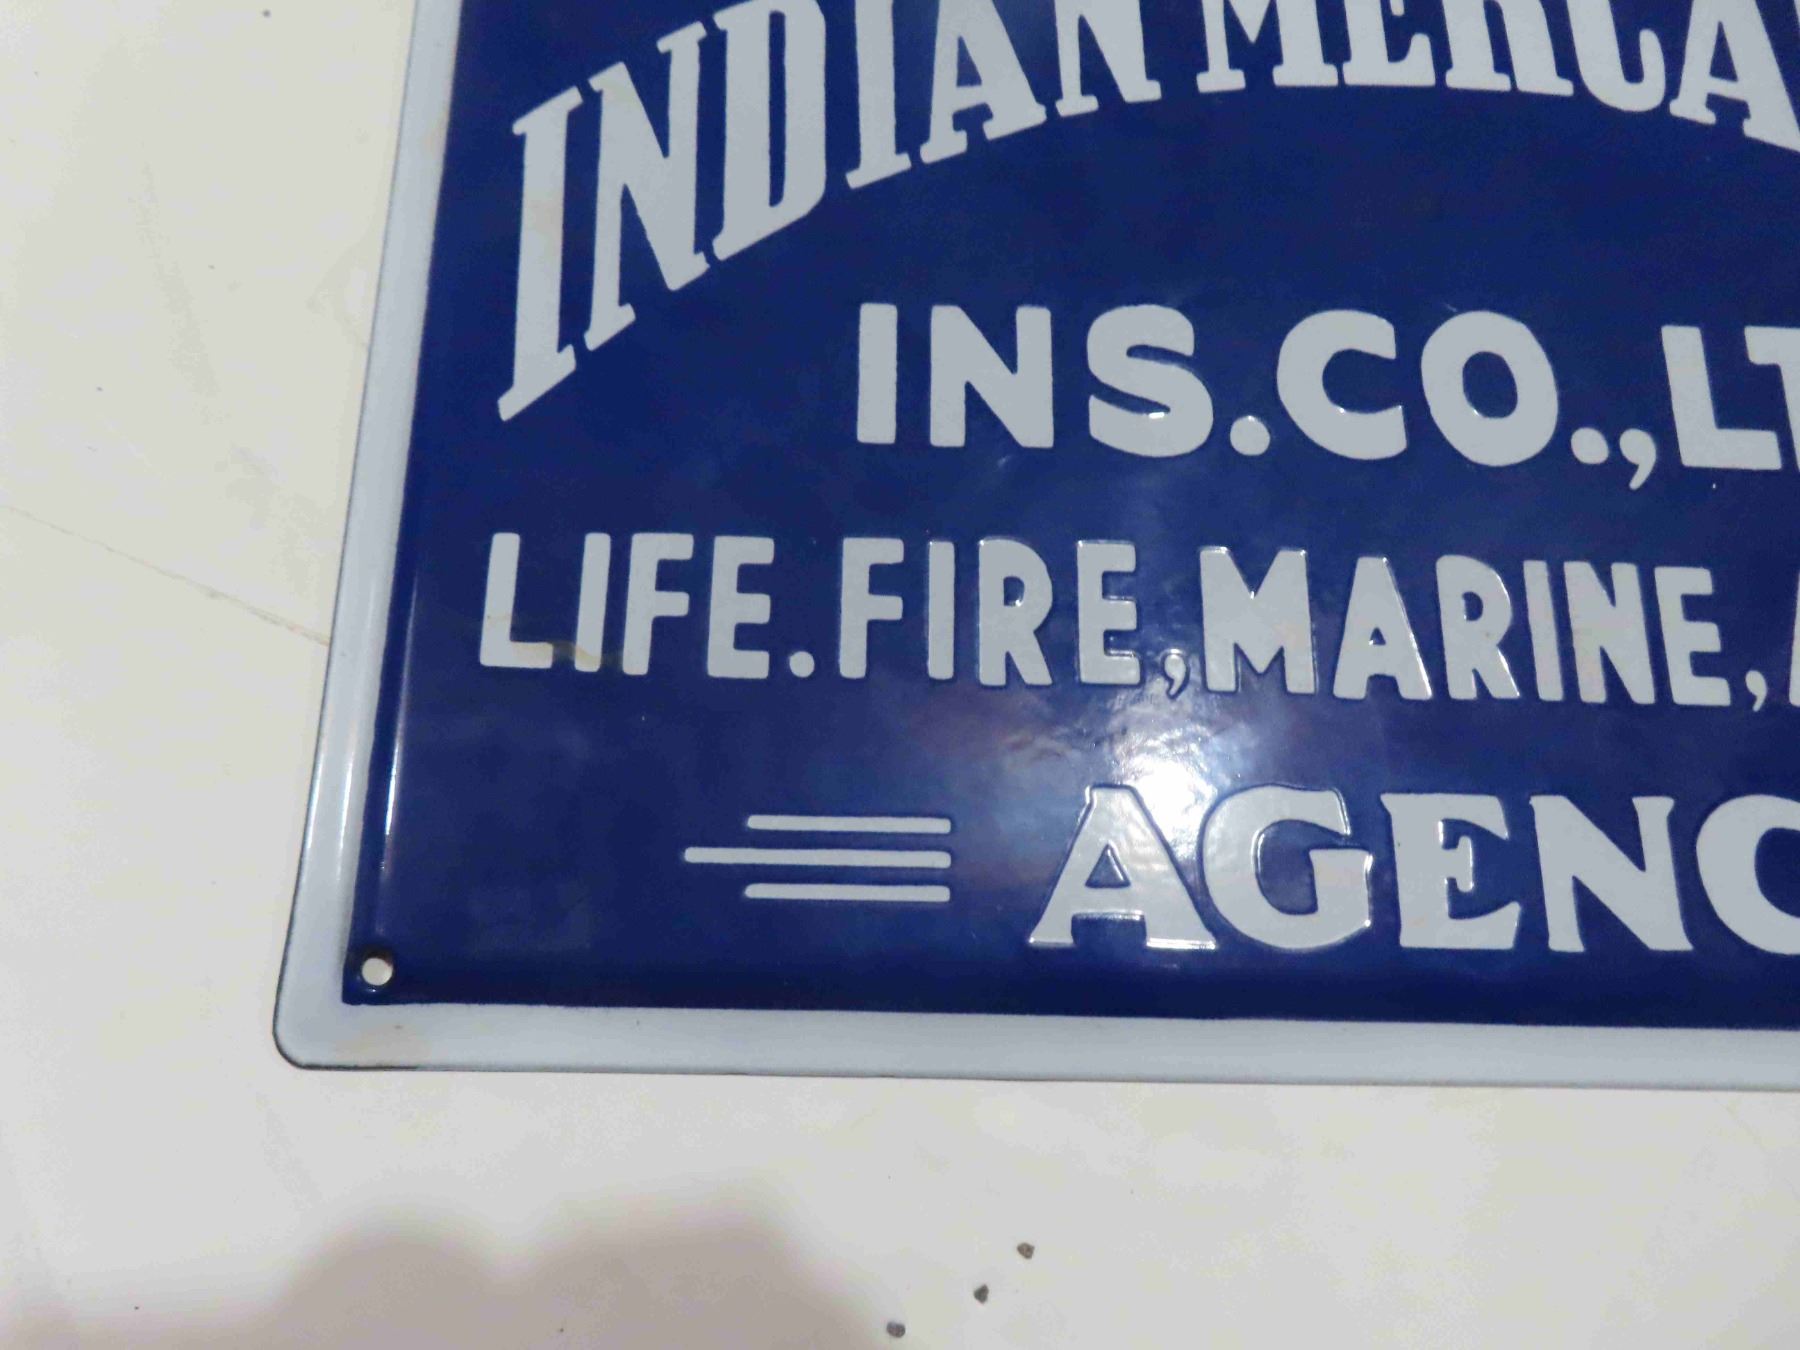 INDIAN MERCA
INS. CO., LT
LIFE. FIRE, MARINE,
AGENC